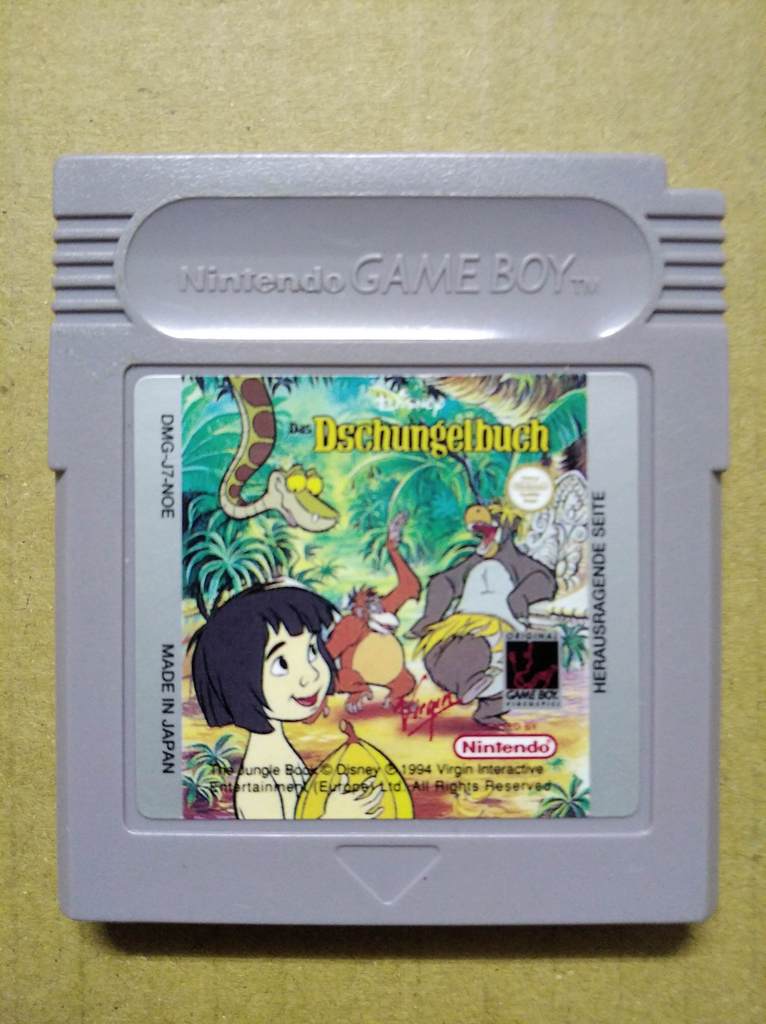 Nintendo GAME BOY TM
DMG-J7-NOE
MADE IN JAPAN
Disney
Das Dschungelbuch
HERAUSRAGENDE SEITE
ORIGINAL
GAME BOY
Virgin
Nintendo®
The Jungle Book © Disney © 1994 Virgin Interactive
Entertainment (Europe) Ltd. All Rights Reserved